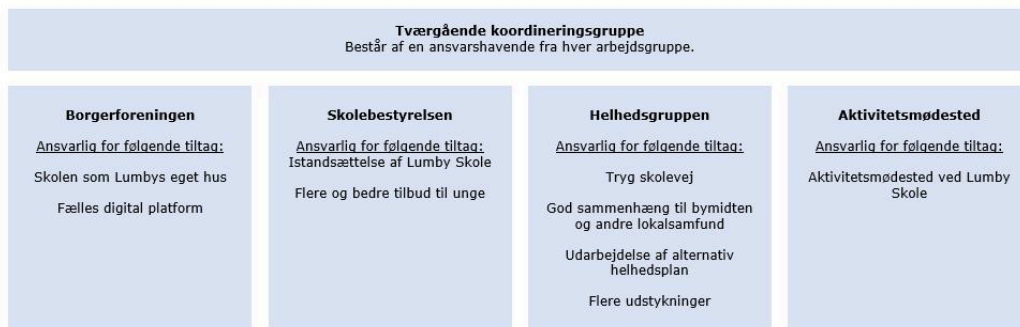 Tværgående koordineringsgruppe
Består af en ansvarshavende fra hver arbejdsgruppe.
Borgerforeningen
Ansvarlig for følgende tiltag:
Skolen som Lumbys eget hus
Fælles digital platform
Skolebestyrelsen
Ansvarlig for følgende tiltag:
Istandsættelse af Lumby Skole
Flere og bedre tilbud til unge
Helhedsgruppen
Ansvarlig for følgende tiltag:
Tryg skolevej
God sammenhæng til bymidten
og andre lokalsamfund
Udarbejdelse af alternativ
helhedsplan
Flere udstykninger
Aktivitetsmødested
Ansvarlig for følgende tiltag:
Aktivitetsmødested ved Lumby
Skole